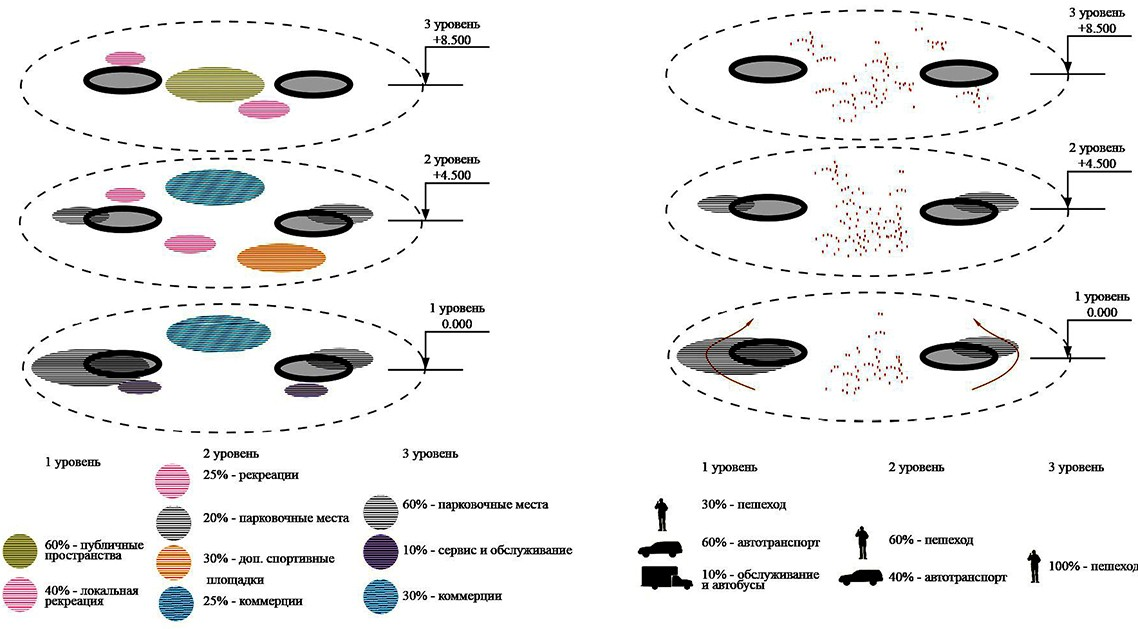 3 уровень
+8.500
2 уровень
+4.500
1 уровень
0.000
1 уровень
60% - публичные
пространства
40% - локальная
рекреация
2 уровень
25% - рекреации
20% - парковочные места
30% - доп. спортивные
площадки
25% - коммерции
3 уровень
60% - парковочные места
10% - сервис и обслуживание
30% - коммерции
3 уровень
+8.500
2 уровень
+4.500
1 уровень
0.000
1 уровень
30% - пешеход
60% - автотранспорт
10% - обслуживание
и автобусы
2 уровень
60% - пешеход
40% - автотранспорт
3 уровень
100% - пешеход